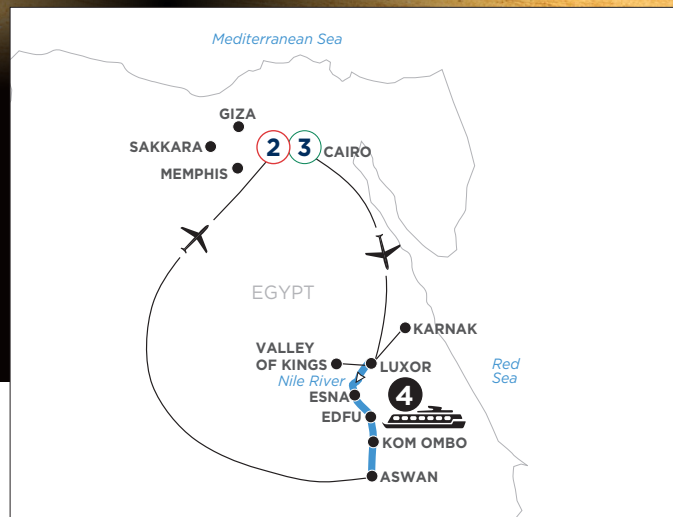 Mediterranean Sea
GIZA
SAKKARA
2 3 CAIRO
MEMPHIS
EGYPT
KARNAK
VALLEY
OF KINGS
LUXOR
Red
Sea
Nile River
ESNA
4
EDFU
KOM OMBO
ASWAN